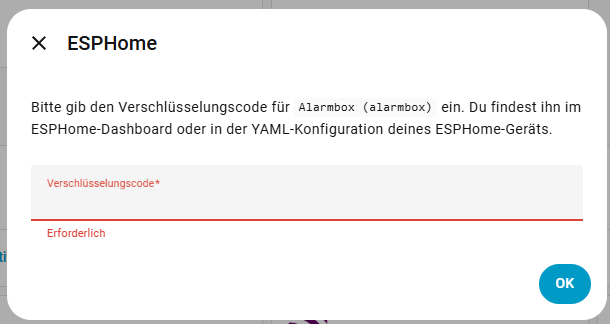 ESPHome
Bitte gib den Verschlüsselungscode für Alarmbox (alarmbox) ein. Du findest ihn im
ESPHome-Dashboard oder in der YAML-Konfiguration deines ESPHome-Geräts.
Verschlüsselungscode*
Erforderlich
OK